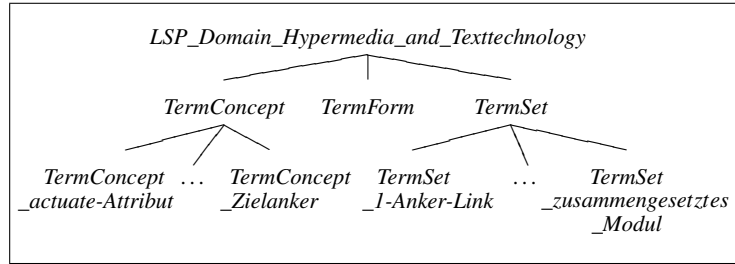 LSP_Domain_Hypermedia_and_Texttechnology
TermConcept TermForm TermSet
TermConcept ... TermConcept TermSet ... TermSet
_actuate-Attribut _Zielanker _1-Anker-Link _zusammengesetztes
_Modul